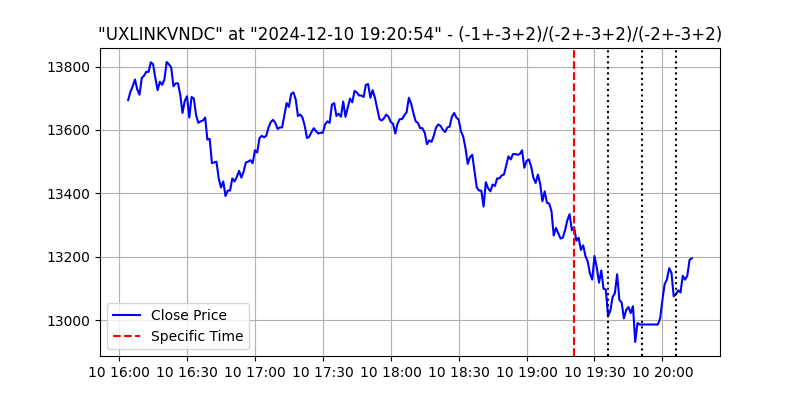 "UXLINKVNDC" at "2024-12-10 19:20:54" - (-1+-3+2)/(-2+-3+2)/(-2+-3+2)
13800
13600
13400
13200
13000
Close Price
Specific Time
10 16:00 10 16:30 10 17:00 10 17:30 10 18:00 10 18:30 10 19:00 10 19:30 10 20:00